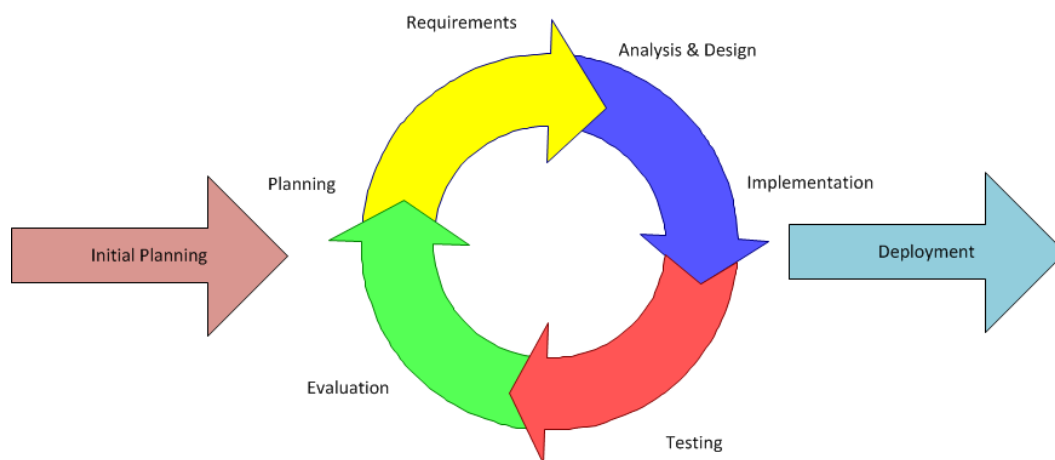 Requirements
Analysis & Design
Planning
Implementation
Initial Planning
Deployment
Evaluation
Testing